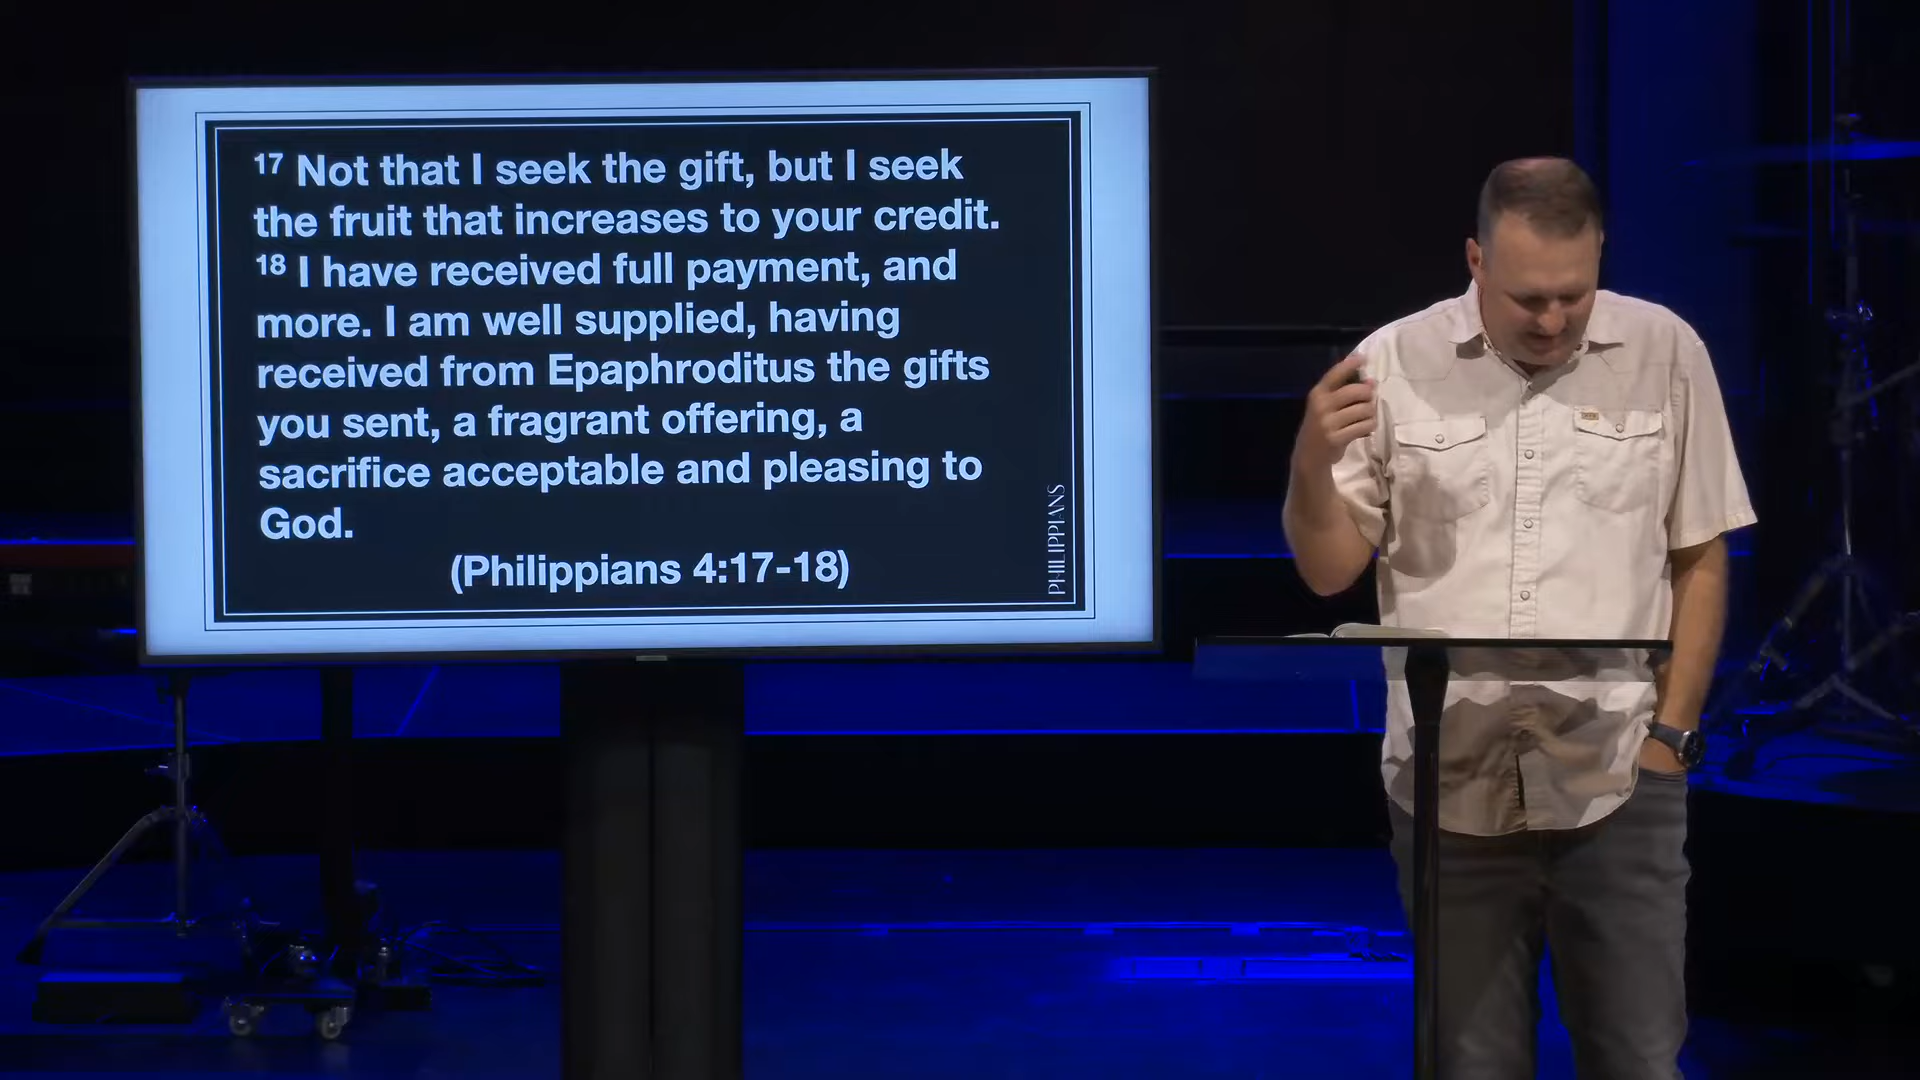 17 Not that I seek the gift, but I seek
the fruit that increases to your credit.
18 I have received full payment, and
more. I am well supplied, having
received from Epaphroditus the gifts
you sent, a fragrant offering, a
sacrifice acceptable and pleasing to
God.
(Philippians 4:17-18)
PHILIPPIANS